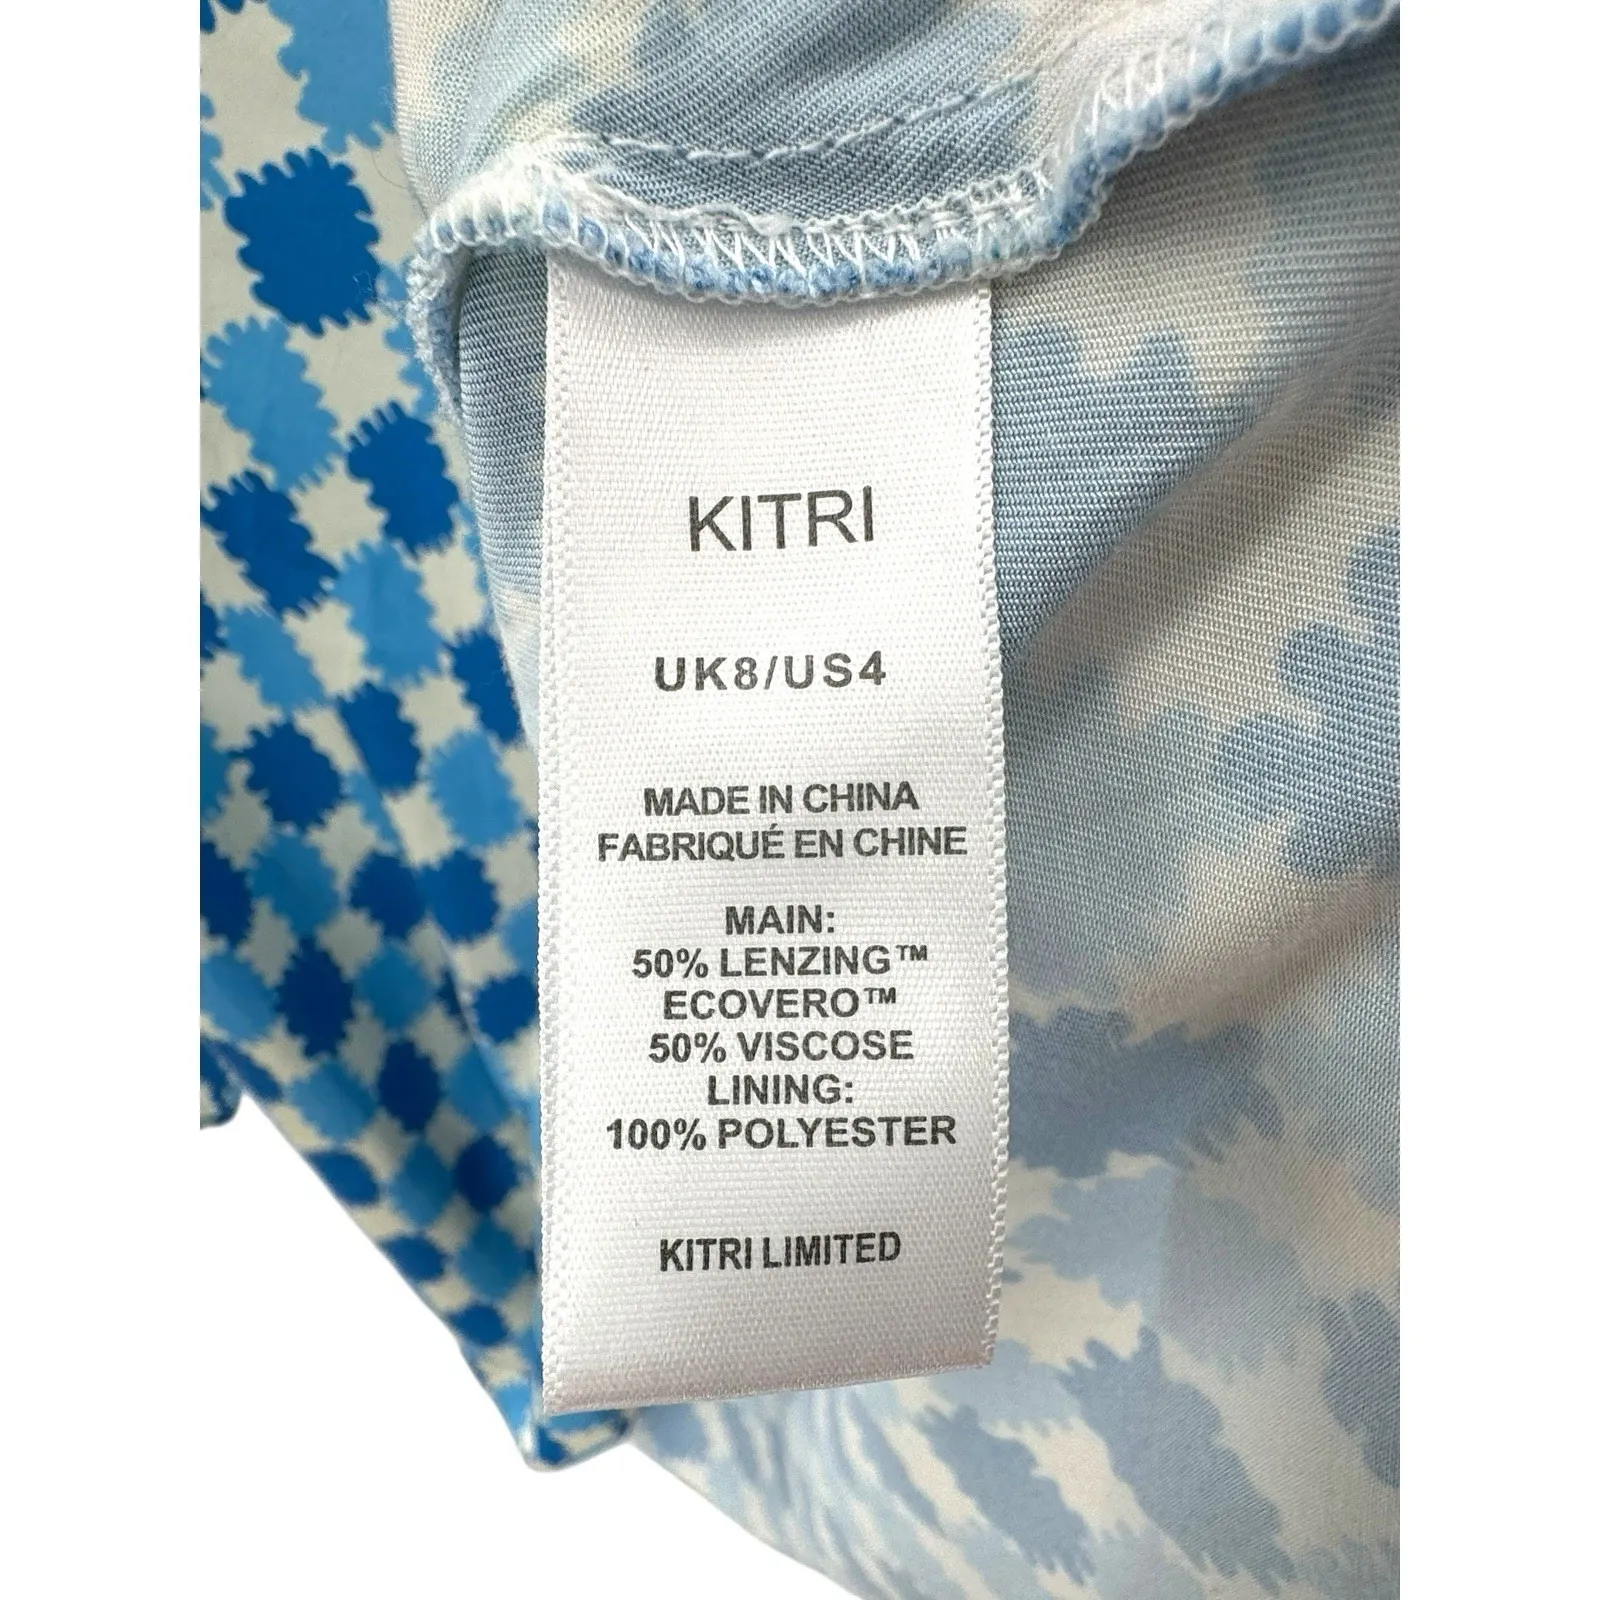 KITRI
UK8/US4
MADE IN CHINA
FABRIQUÉ EN CHINE
MAIN:
50% LENZING™
ECOVERO™
50% VISCOSE
LINING:
100% POLYESTER
KITRI LIMITED